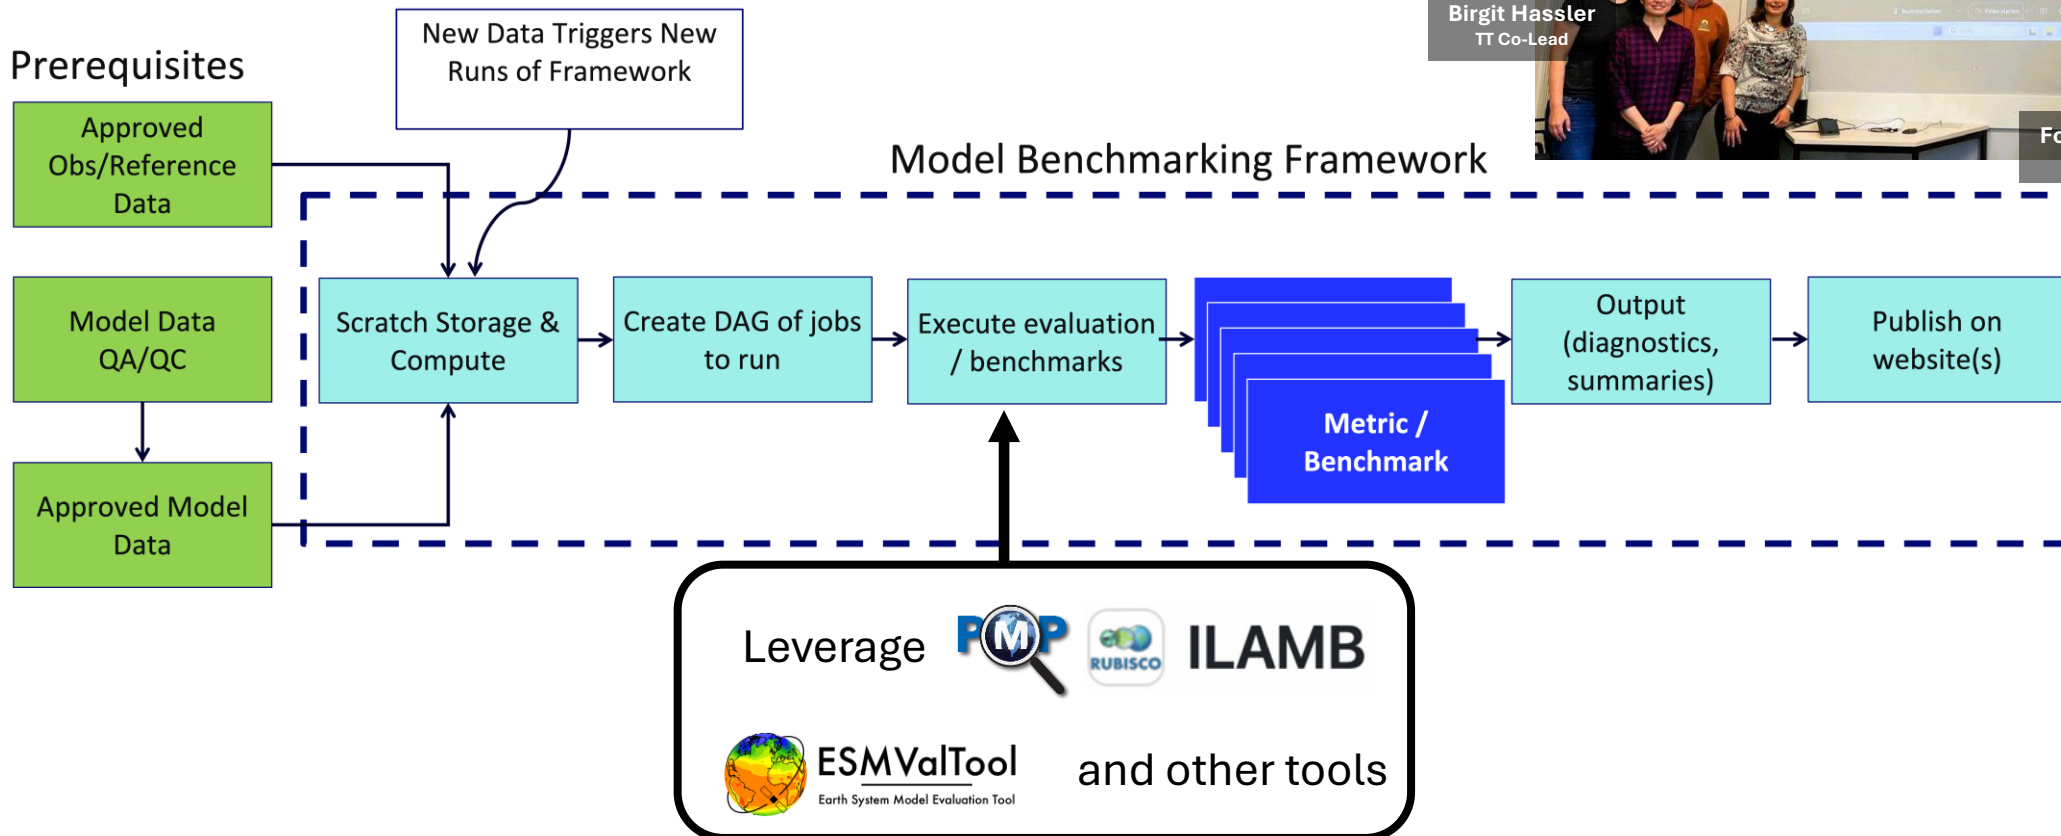 Birgit Hassler
TT Co-Lead
Fo
Prerequisites
New Data Triggers New
Runs of Framework
Approved
Obs/Reference
Data
Model Benchmarking Framework
Model Data
QA/QC
Scratch Storage &
Compute
Create DAG of jobs
to run
Execute evaluation
/ benchmarks
Output
(diagnostics,
summaries)
Publish on
website(s)
Metric /
Benchmark
Approved Model
Data
Leverage
PMP
RUBISCO
ILAMB
ESMValTool
Earth System Model Evaluation Tool
and other tools